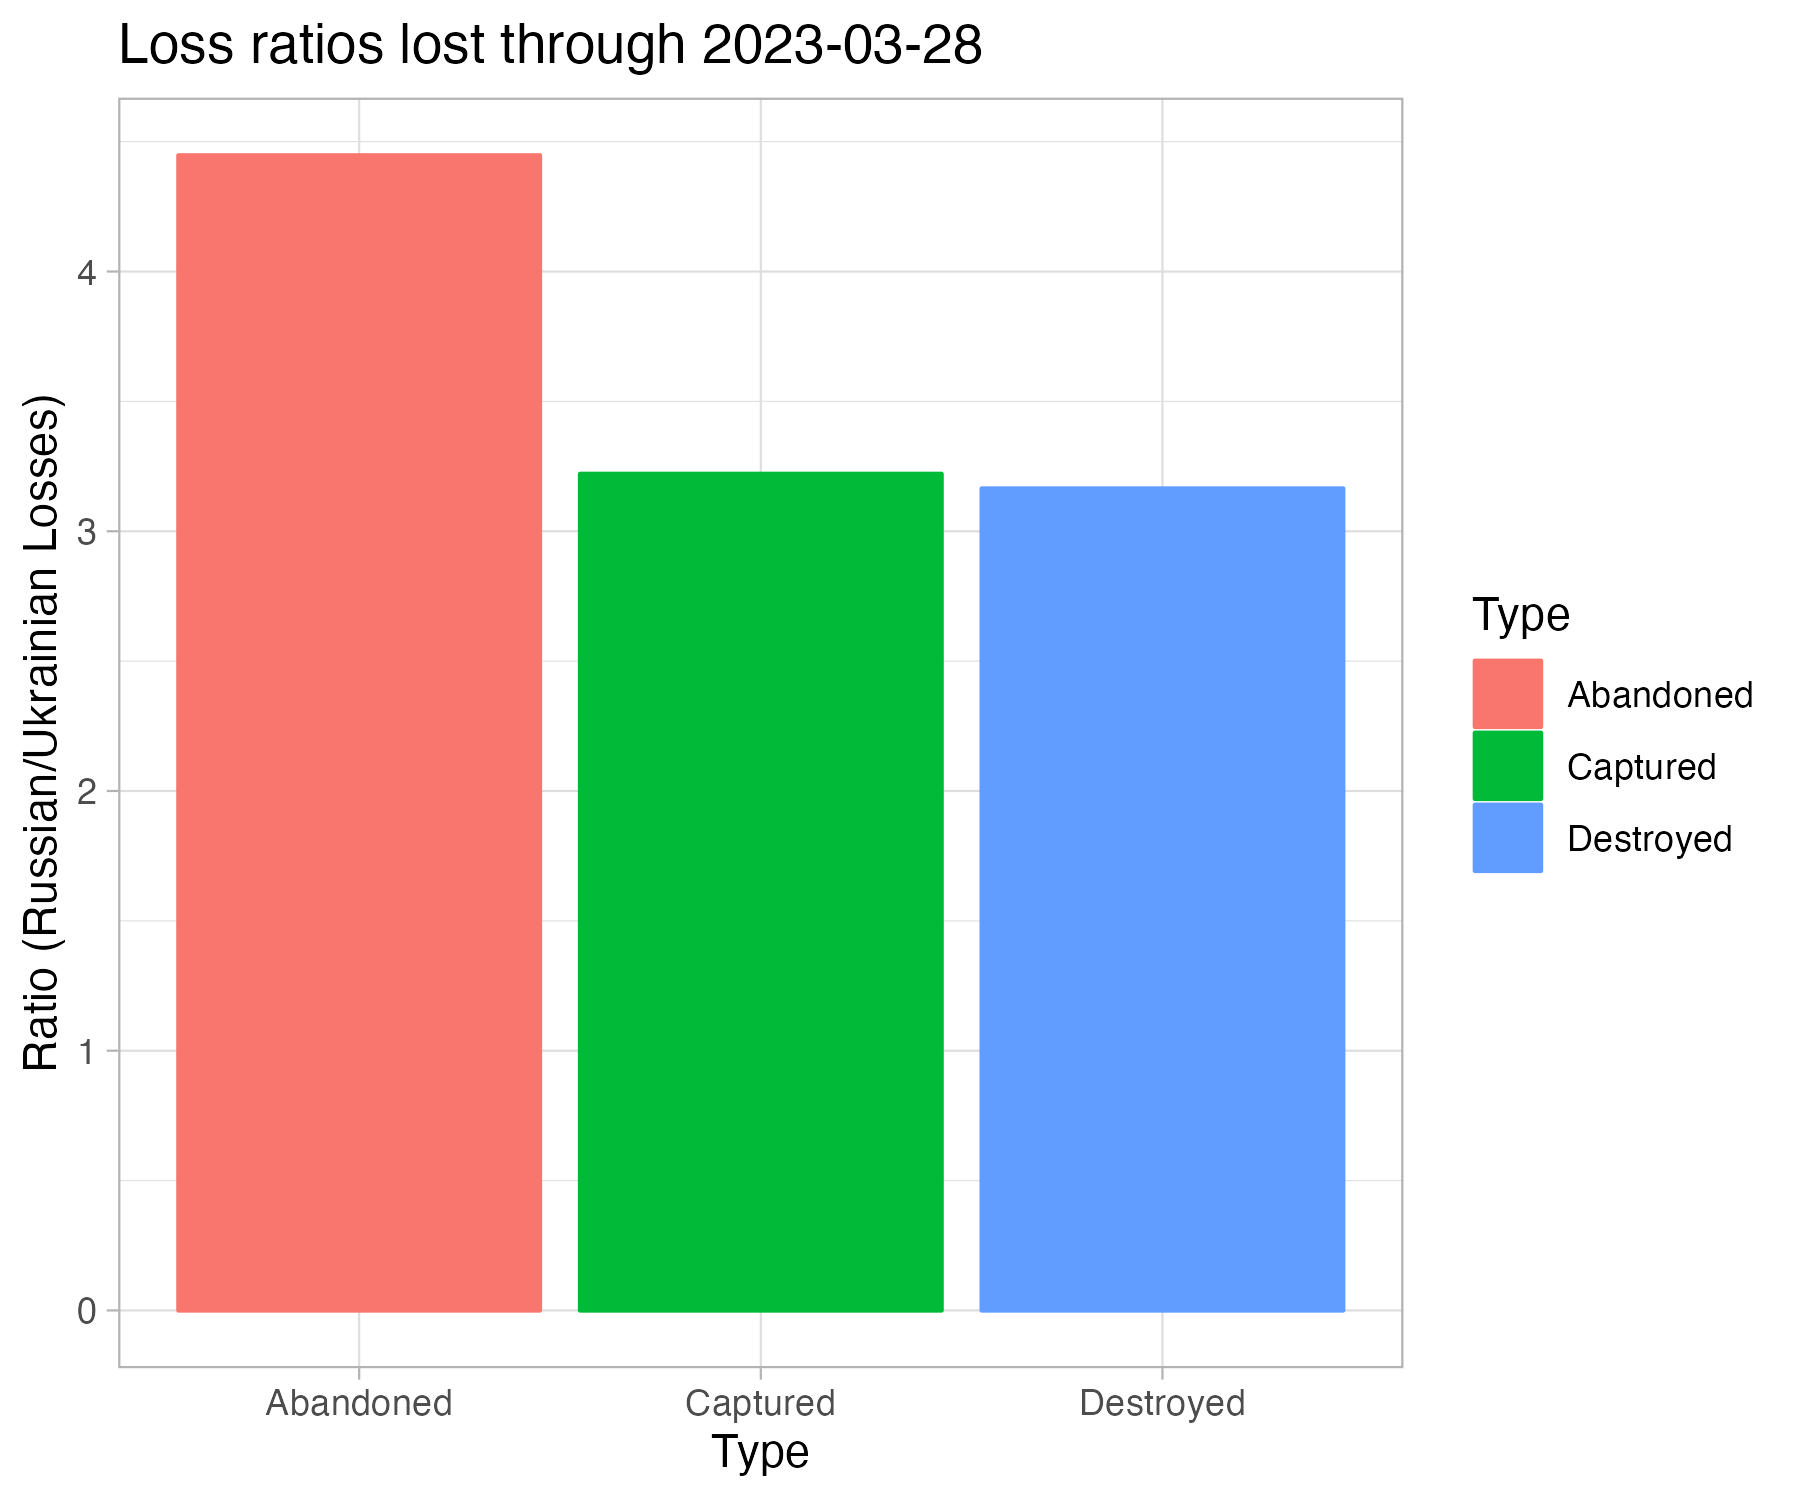 Loss ratios lost through 2023-03-28
Ratio (Russian/Ukrainian Losses)
4
3
2
1
0
Abandoned
Captured
Destroyed
Type
Type
Abandoned
Captured
Destroyed